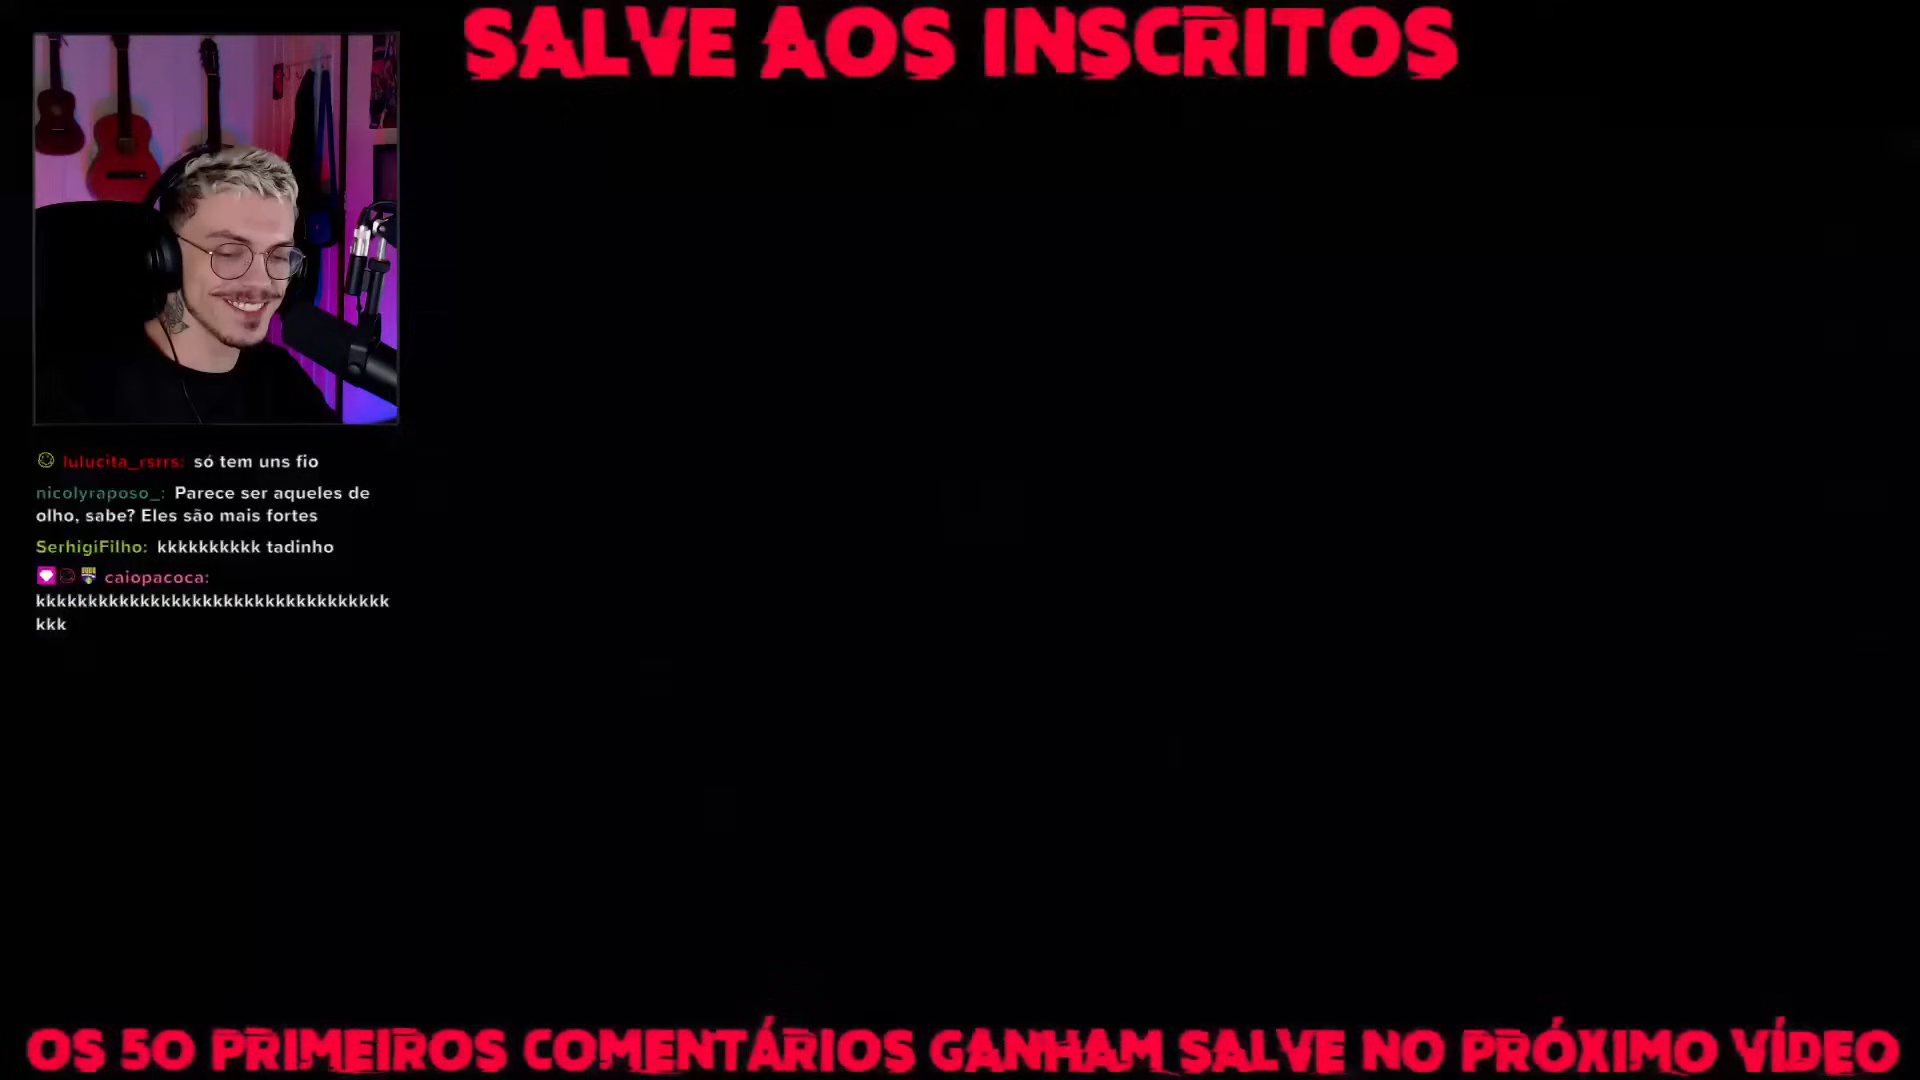 SALVE AOS INSCRITOS
lulucita_rsrrs: só tem uns fio
nicolyraposo_: Parece ser aqueles de
olho, sabe? Eles são mais fortes
SerhigiFilho: kkkkkkkkkk tadinho
caiopacoca:
kkkkkkkkkkkkkkkkkkkkkkkkkkkkkkkkkk
kkk
OS 50 PRIMEIROS COMENTÁRIOS GANHAM SALVE NO PRÓXIMO VÍDEO